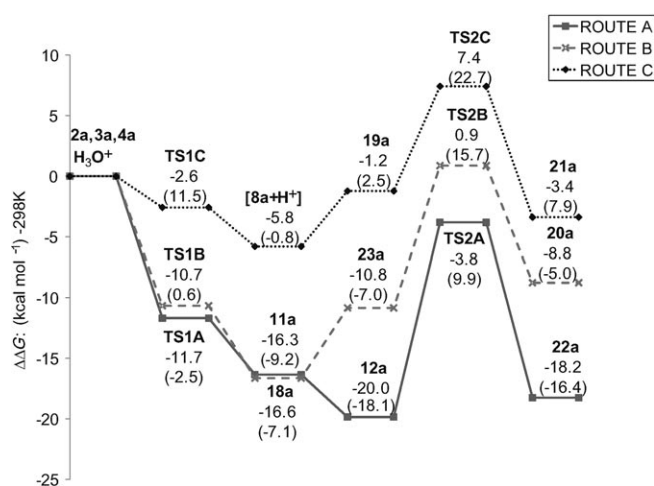 ROUTE A
ROUTE B
ROUTE C
ΔΔG: (kcal mol⁻¹) -298K
10
5
0
-5
-10
-15
-20
-25
2a,3a,4a
H₃O⁺
TS1C
-2.6
(11.5)
[8a+H⁺]
-5.8
(-0.8)
19a
-1.2
(2.5)
TS2C
7.4
(22.7)
21a
-3.4
(7.9)
TS1B
-10.7
(0.6)
23a
-10.8
(-7.0)
TS2B
0.9
(15.7)
20a
-8.8
(-5.0)
TS1A
-11.7
(-2.5)
11a
-16.3
(-9.2)
18a
-16.6
(-7.1)
12a
-20.0
(-18.1)
TS2A
-3.8
(9.9)
22a
-18.2
(-16.4)